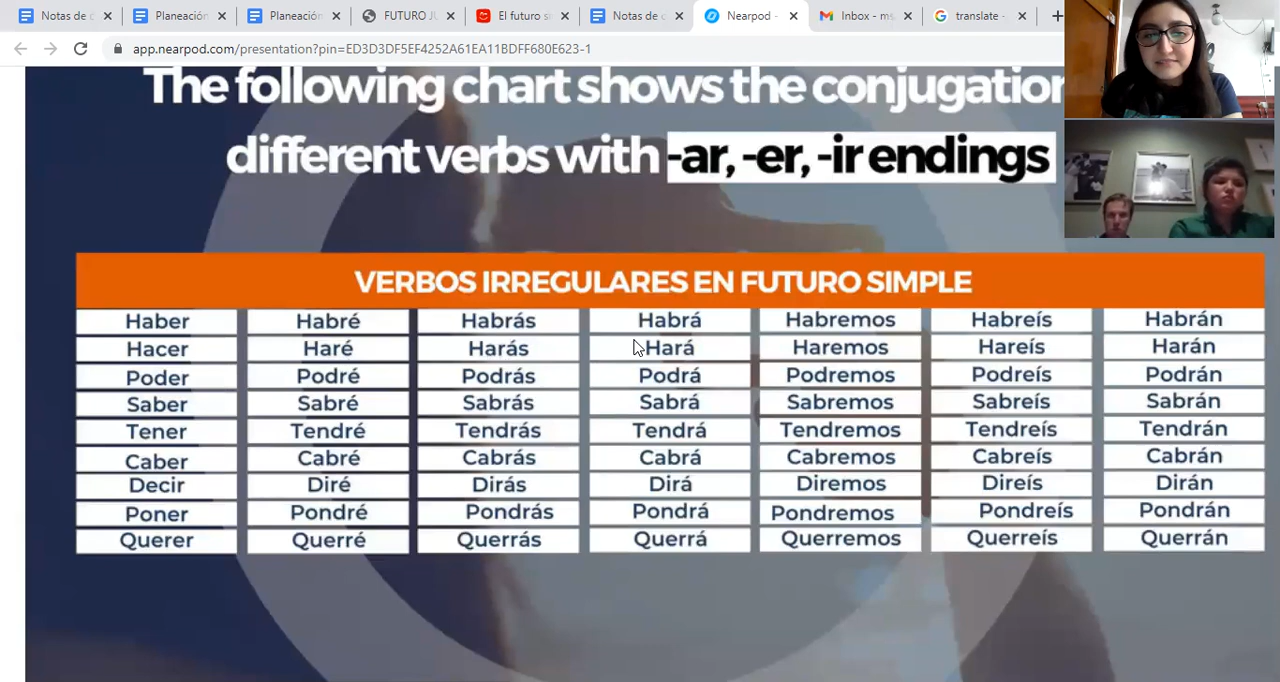 Notas de c
Planeación
Planeación
FUTURO JU
El futuro si
Notas de c
Nearpod -
Inbox - ms
translate -
app.nearpod.com/presentation?pin=ED3D3DF5EF4252A61EA11BDFF680E623-1
The following chart shows the conjugation
different verbs with -ar, -er, -ir endings
VERBOS IRREGULARES EN FUTURO SIMPLE
Haber Habré Habrás Habrá Habremos Habreís Habrán
Hacer Haré Harás Hará Haremos Hareís Harán
Poder Podré Podrás Podrá Podremos Podreís Podrán
Saber Sabré Sabrás Sabrá Sabremos Sabreís Sabrán
Tener Tendré Tendrás Tendrá Tendremos Tendreís Tendrán
Caber Cabré Cabrás Cabrá Cabremos Cabreís Cabrán
Decir Diré Dirás Dirá Diremos Direís Dirán
Poner Pondré Pondrás Pondrá Pondremos Pondreís Pondrán
Querer Querré Querrás Querrá Querremos Querreís Querrán